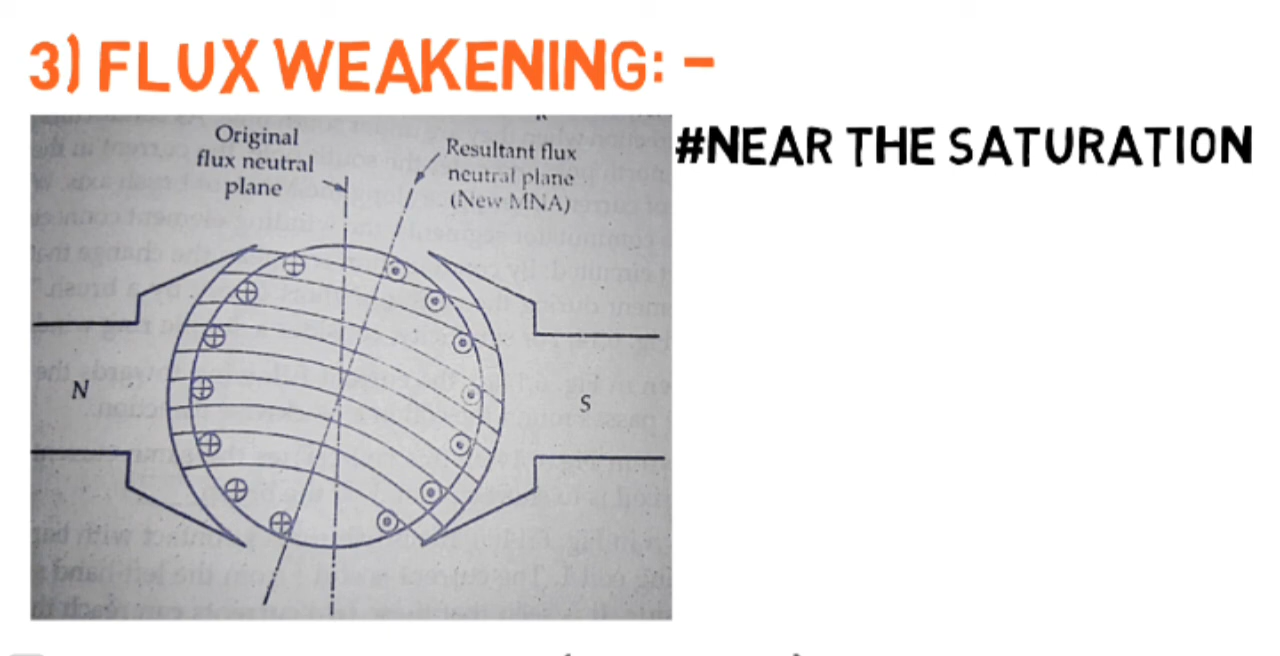 3) FLUX WEAKENING: –
#NEAR THE SATURATION
Original
flux neutral
plane
Resultant flux
neutral plane
(New MNA)
N
S